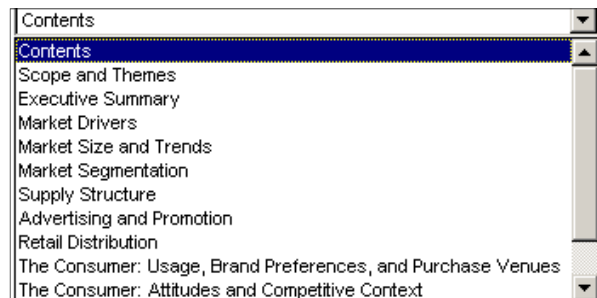 Contents
Contents
Scope and Themes
Executive Summary
Market Drivers
Market Size and Trends
Market Segmentation
Supply Structure
Advertising and Promotion
Retail Distribution
The Consumer: Usage, Brand Preferences, and Purchase Venues
The Consumer: Attitudes and Competitive Context